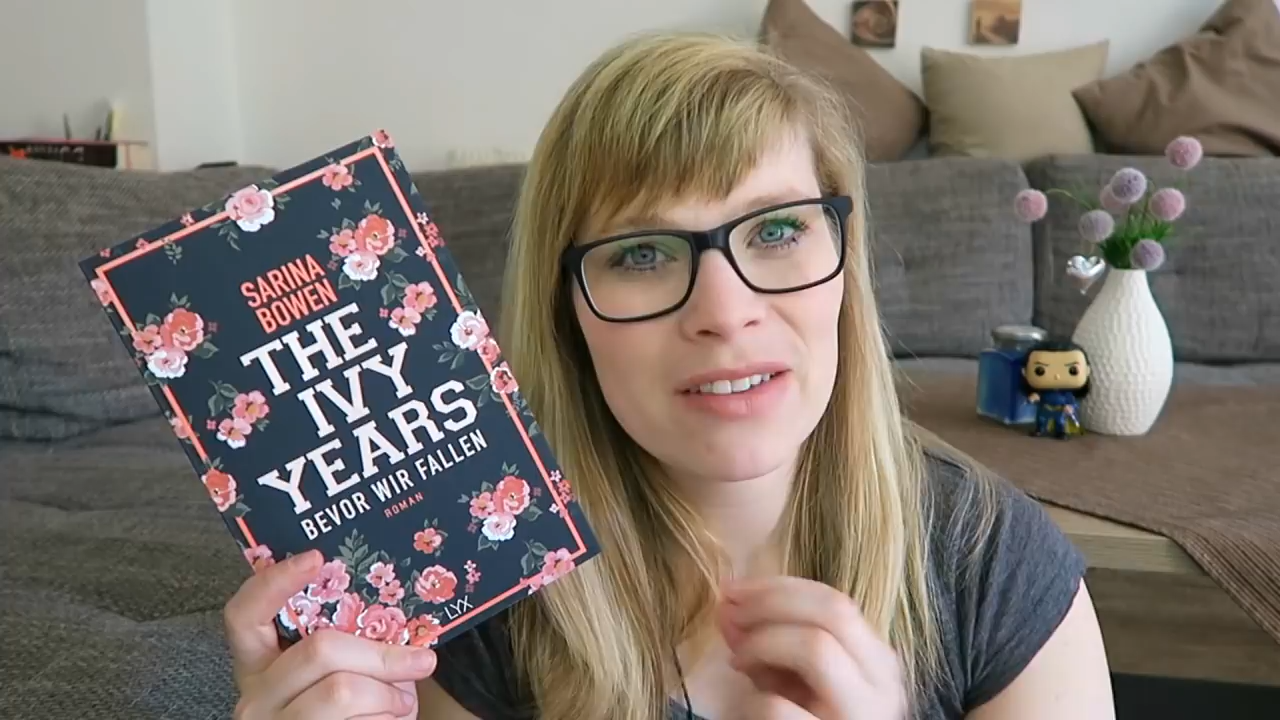 SARINA
BOWEN
THE
IVY
YEARS
BEVOR WIR FALLEN
ROMAN
LYX